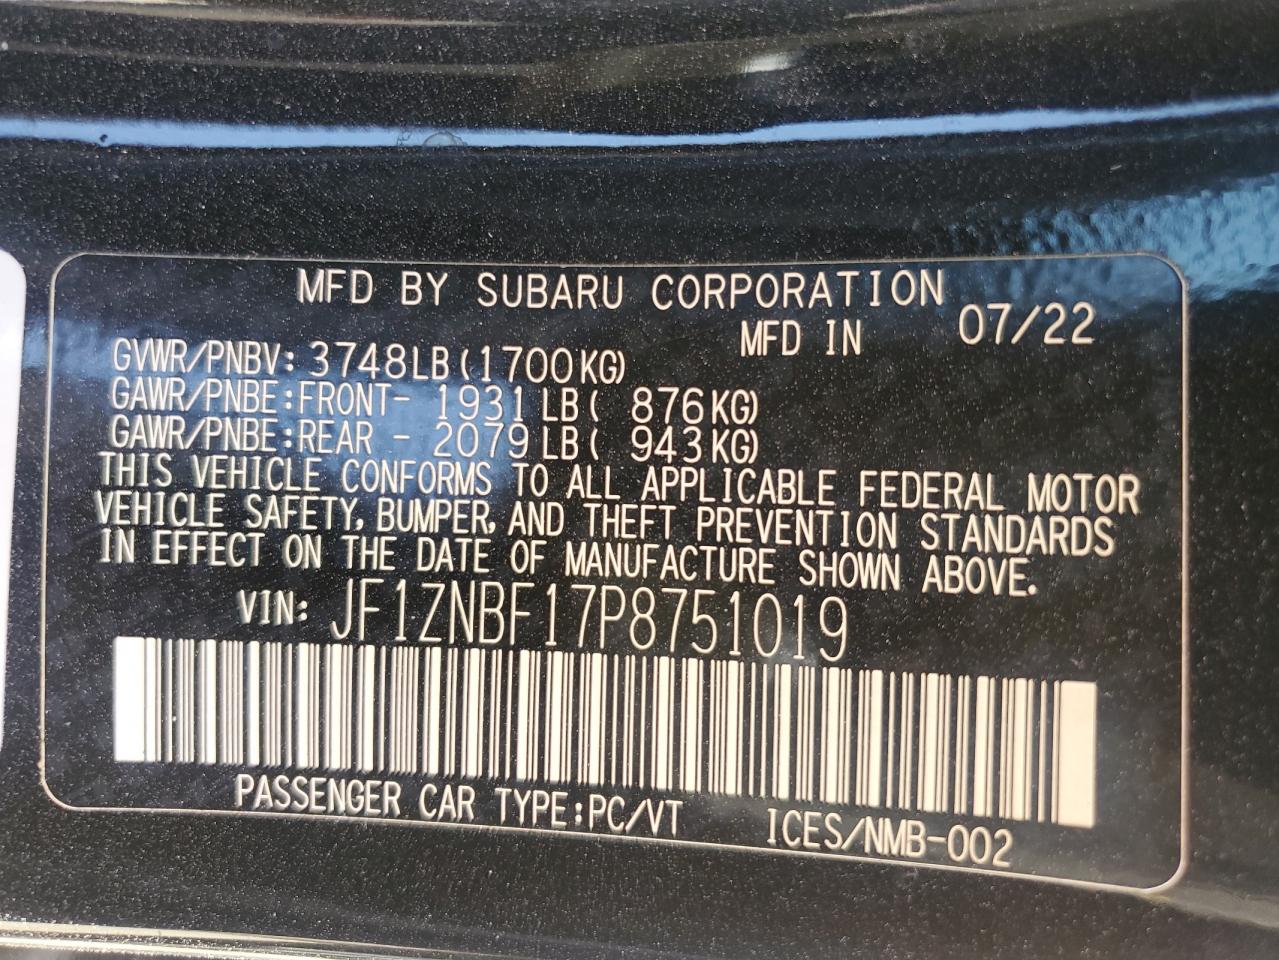 MFD BY SUBARU CORPORATION
MFD IN 07/22
GVWR/PNBV: 3748LB(1700KG)
GAWR/PNBE:FRONT- 1931LB( 876KG)
GAWR/PNBE:REAR - 2079LB( 943KG)
THIS VEHICLE CONFORMS TO ALL APPLICABLE FEDERAL MOTOR
VEHICLE SAFETY, BUMPER, AND THEFT PREVENTION STANDARDS
IN EFFECT ON THE DATE OF MANUFACTURE SHOWN ABOVE.
VIN: JF1ZNBF17P8751019
PASSENGER CAR TYPE:PC/VT ICES/NMB-002